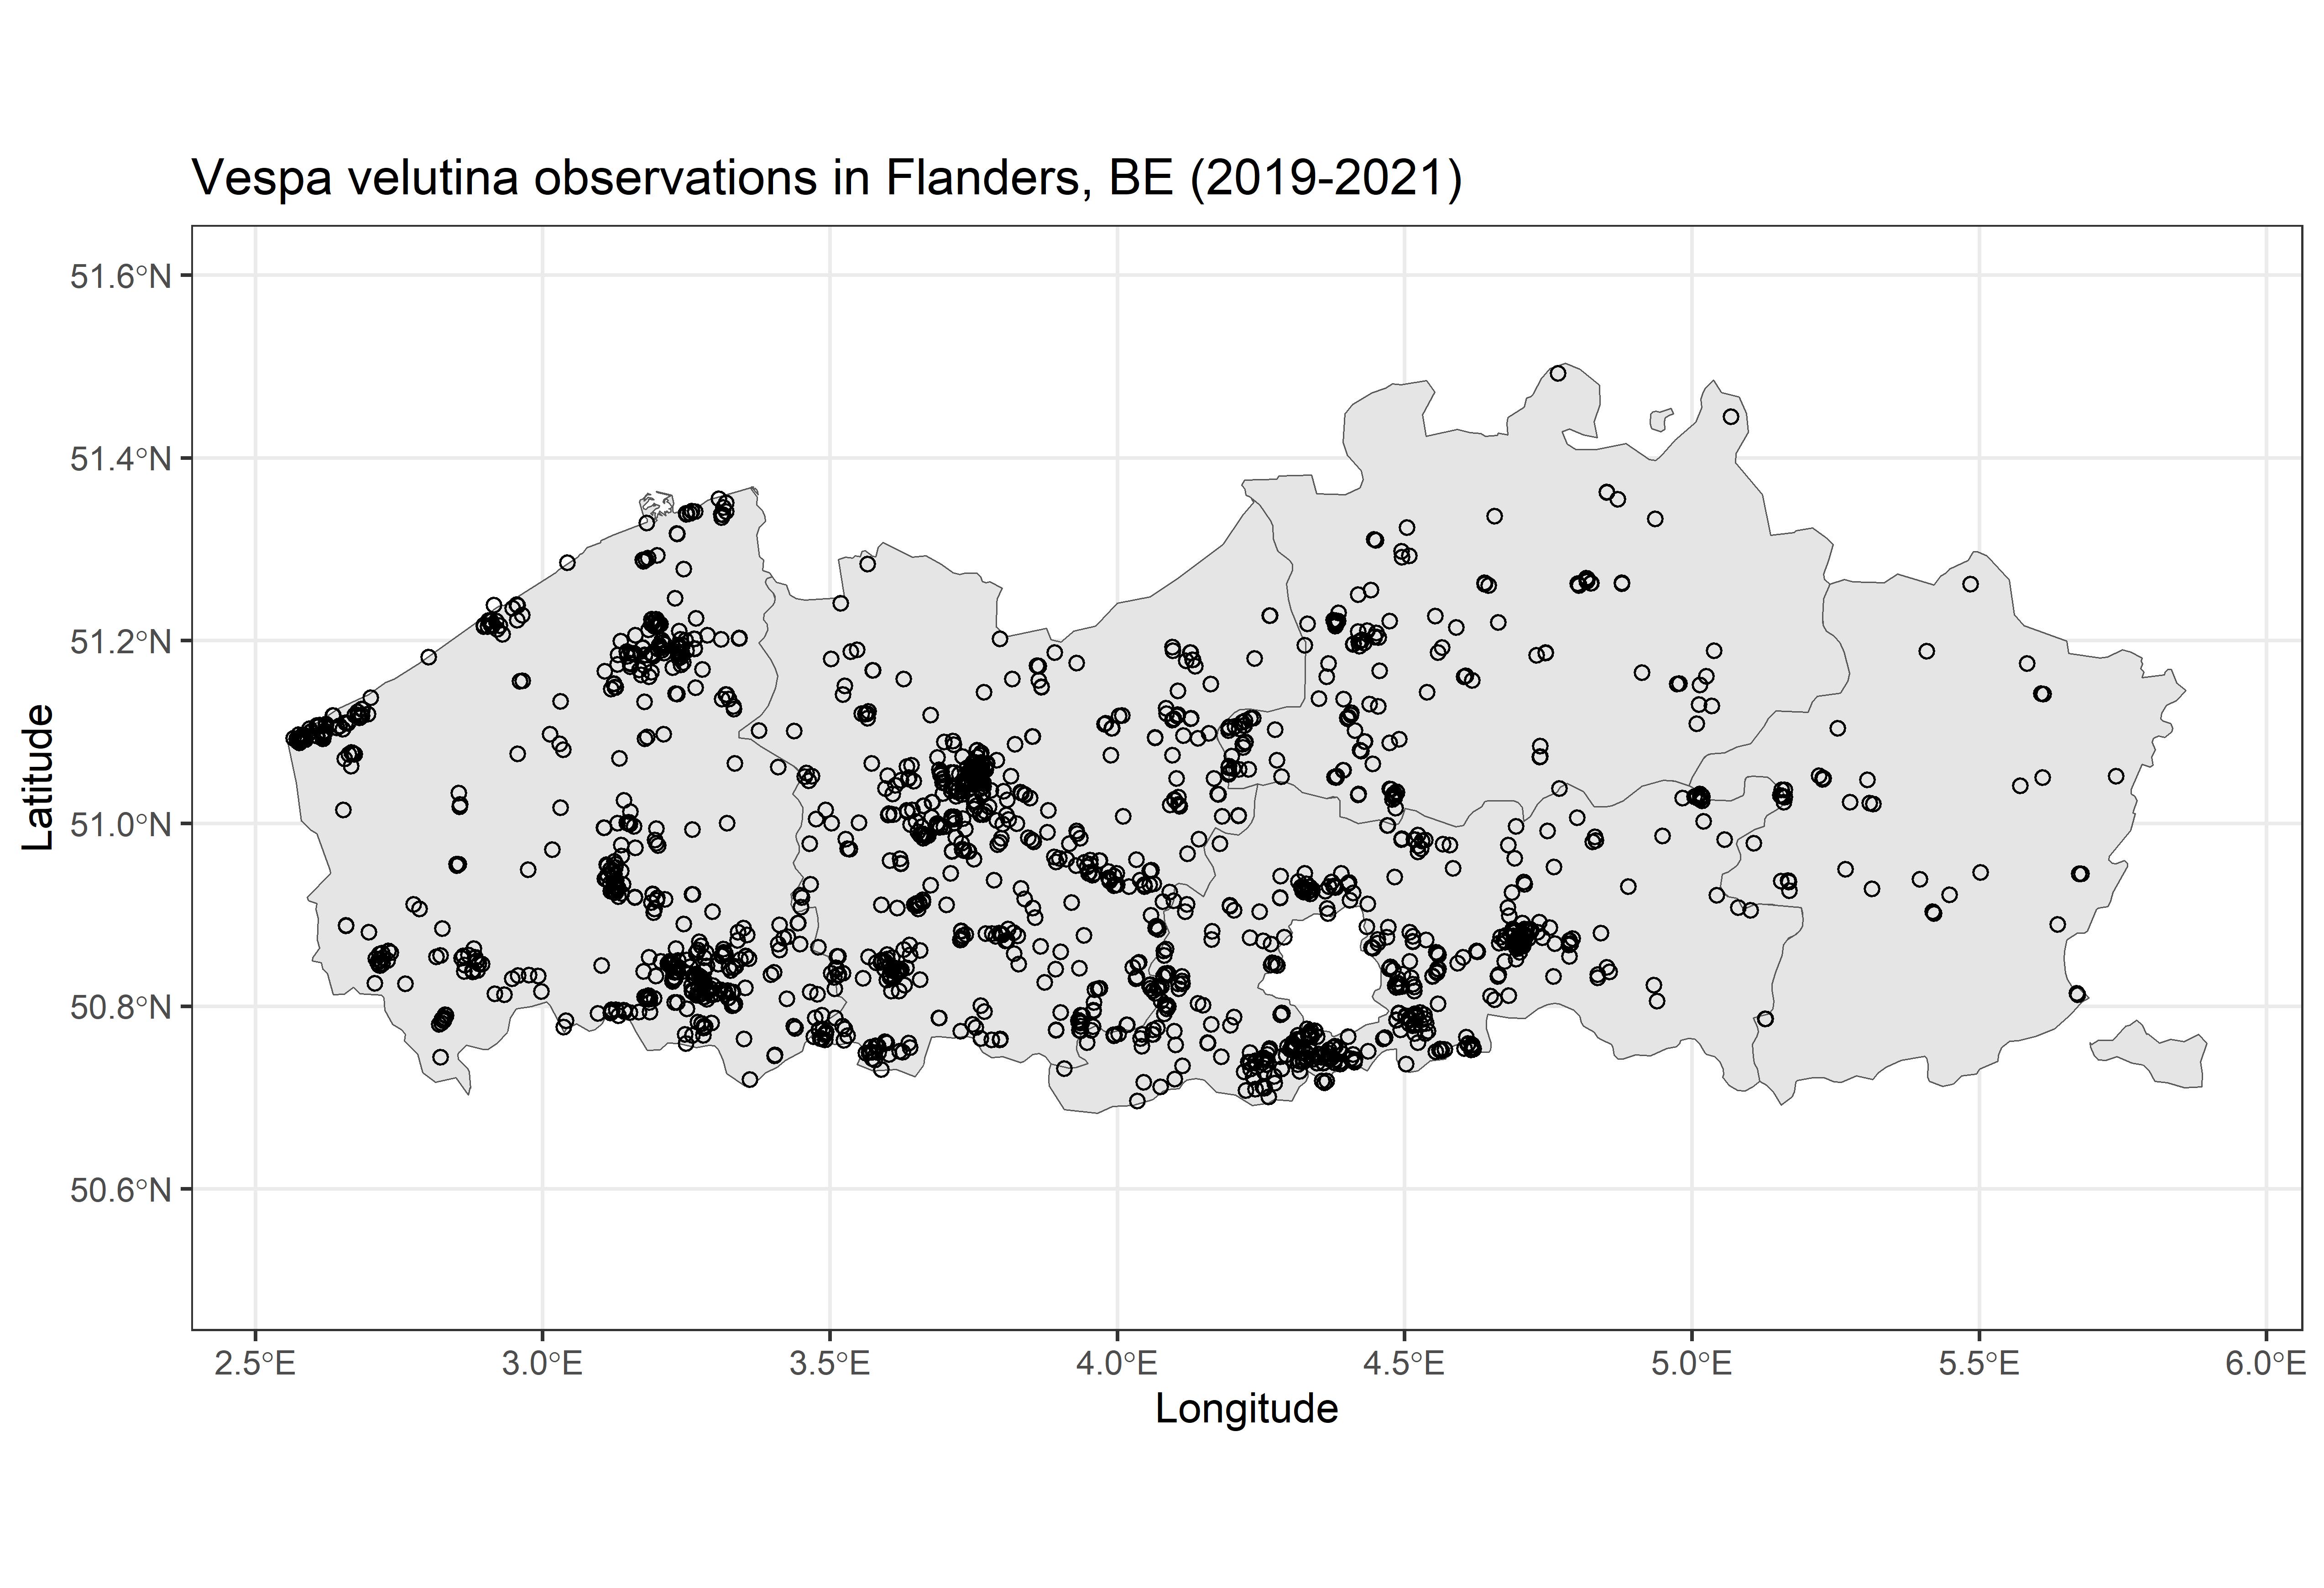 Vespa velutina observations in Flanders, BE (2019-2021)
51.6°N
51.4°N
51.2°N
51.0°N
50.8°N
50.6°N
Latitude
2.5°E 3.0°E 3.5°E 4.0°E 4.5°E 5.0°E 5.5°E 6.0°E
Longitude